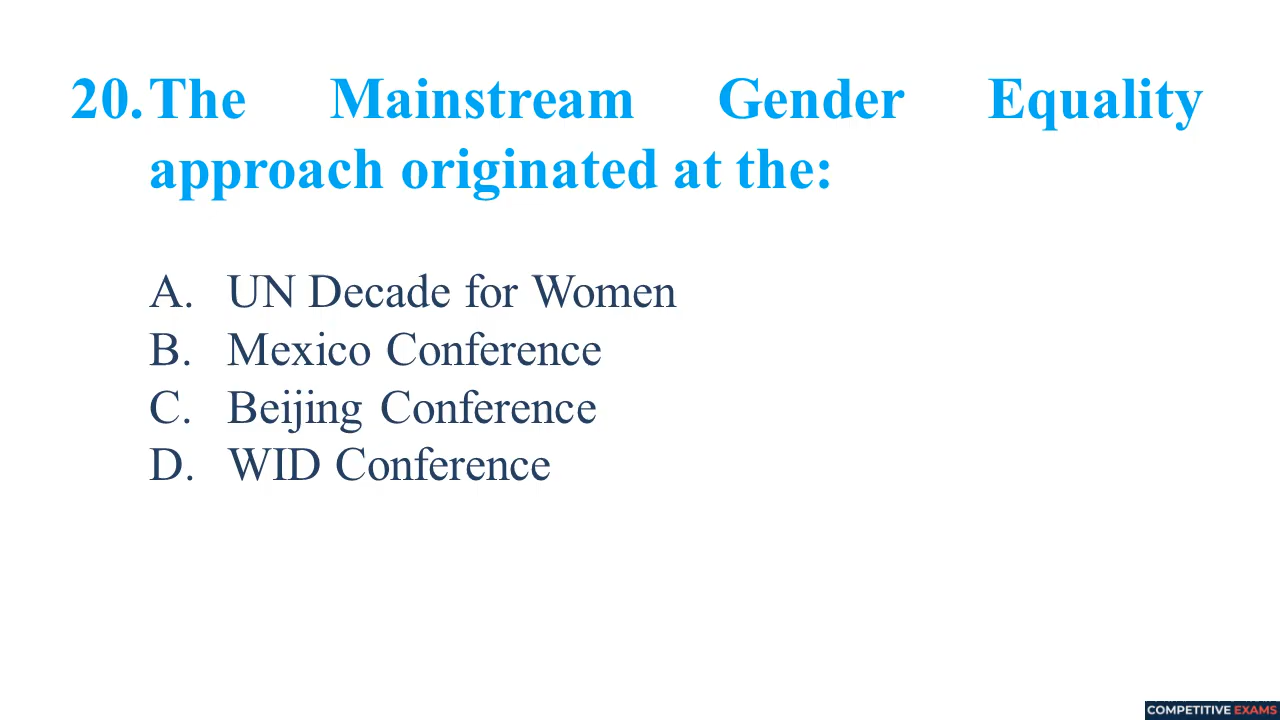 20. The Mainstream Gender Equality
approach originated at the:
A. UN Decade for Women
B. Mexico Conference
C. Beijing Conference
D. WID Conference
COMPETITIVE EXAMS